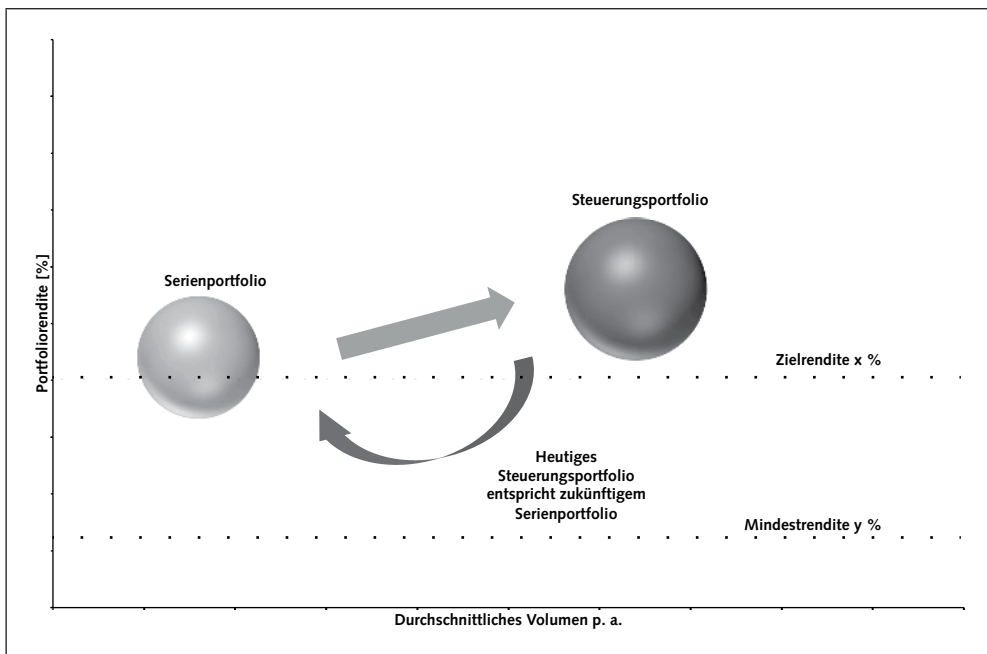 Steuerungsportfolio
Serienportfolio
Portfoliorendite [%]
Zielrendite x %
Heutiges
Steuerungsportfolio
entspricht zukünftigem
Serienportfolio
Mindestrendite y %
Durchschnittliches Volumen p. a.